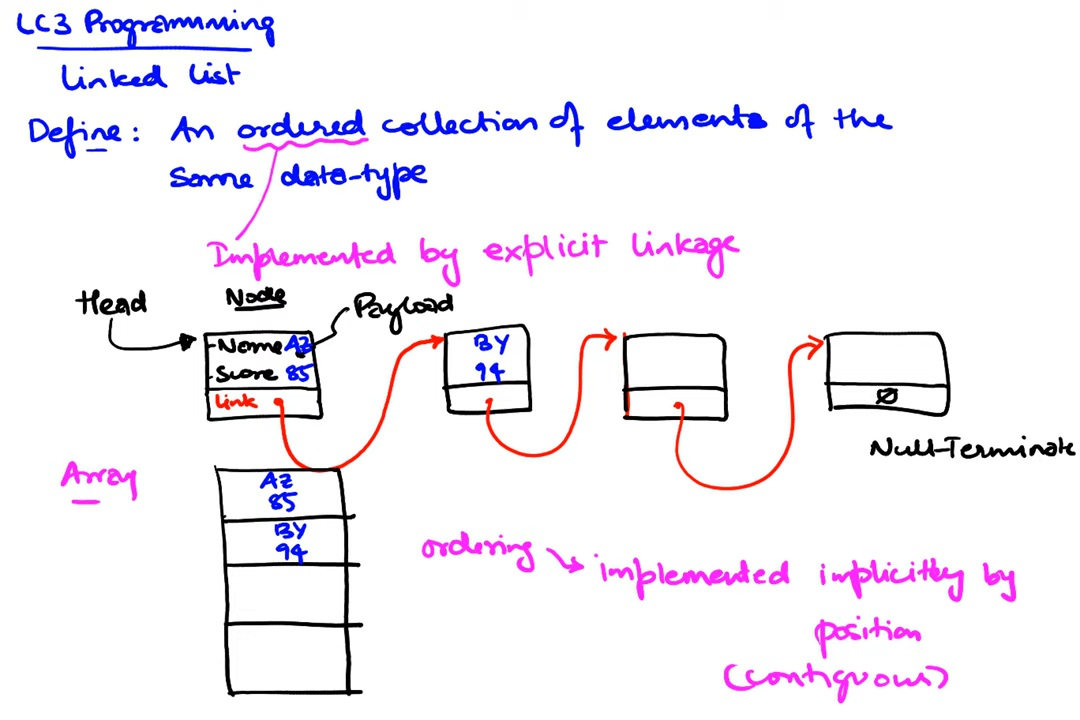 LC3 Programming
Linked List
Define: An ordered collection of elements of the
Same data-type
Implemented by explicit linkage
Head
Node
Payload
-Name AZ
-Score 85
Link
BY
94
Ø
Null-Terminate
Array
AZ
85
BY
94
ordering
implemented implicitly by
position
(contiguous)